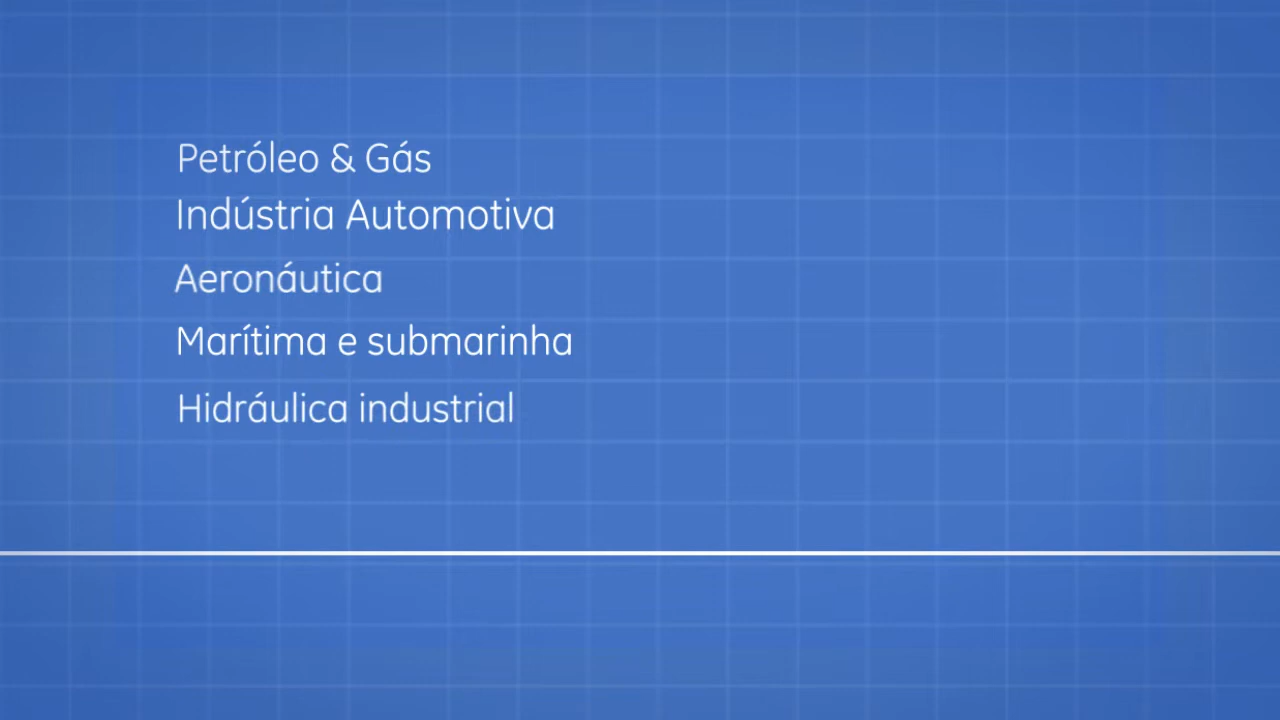 Petróleo & Gás
Indústria Automotiva
Aeronáutica
Marítima e submarinha
Hidráulica industrial